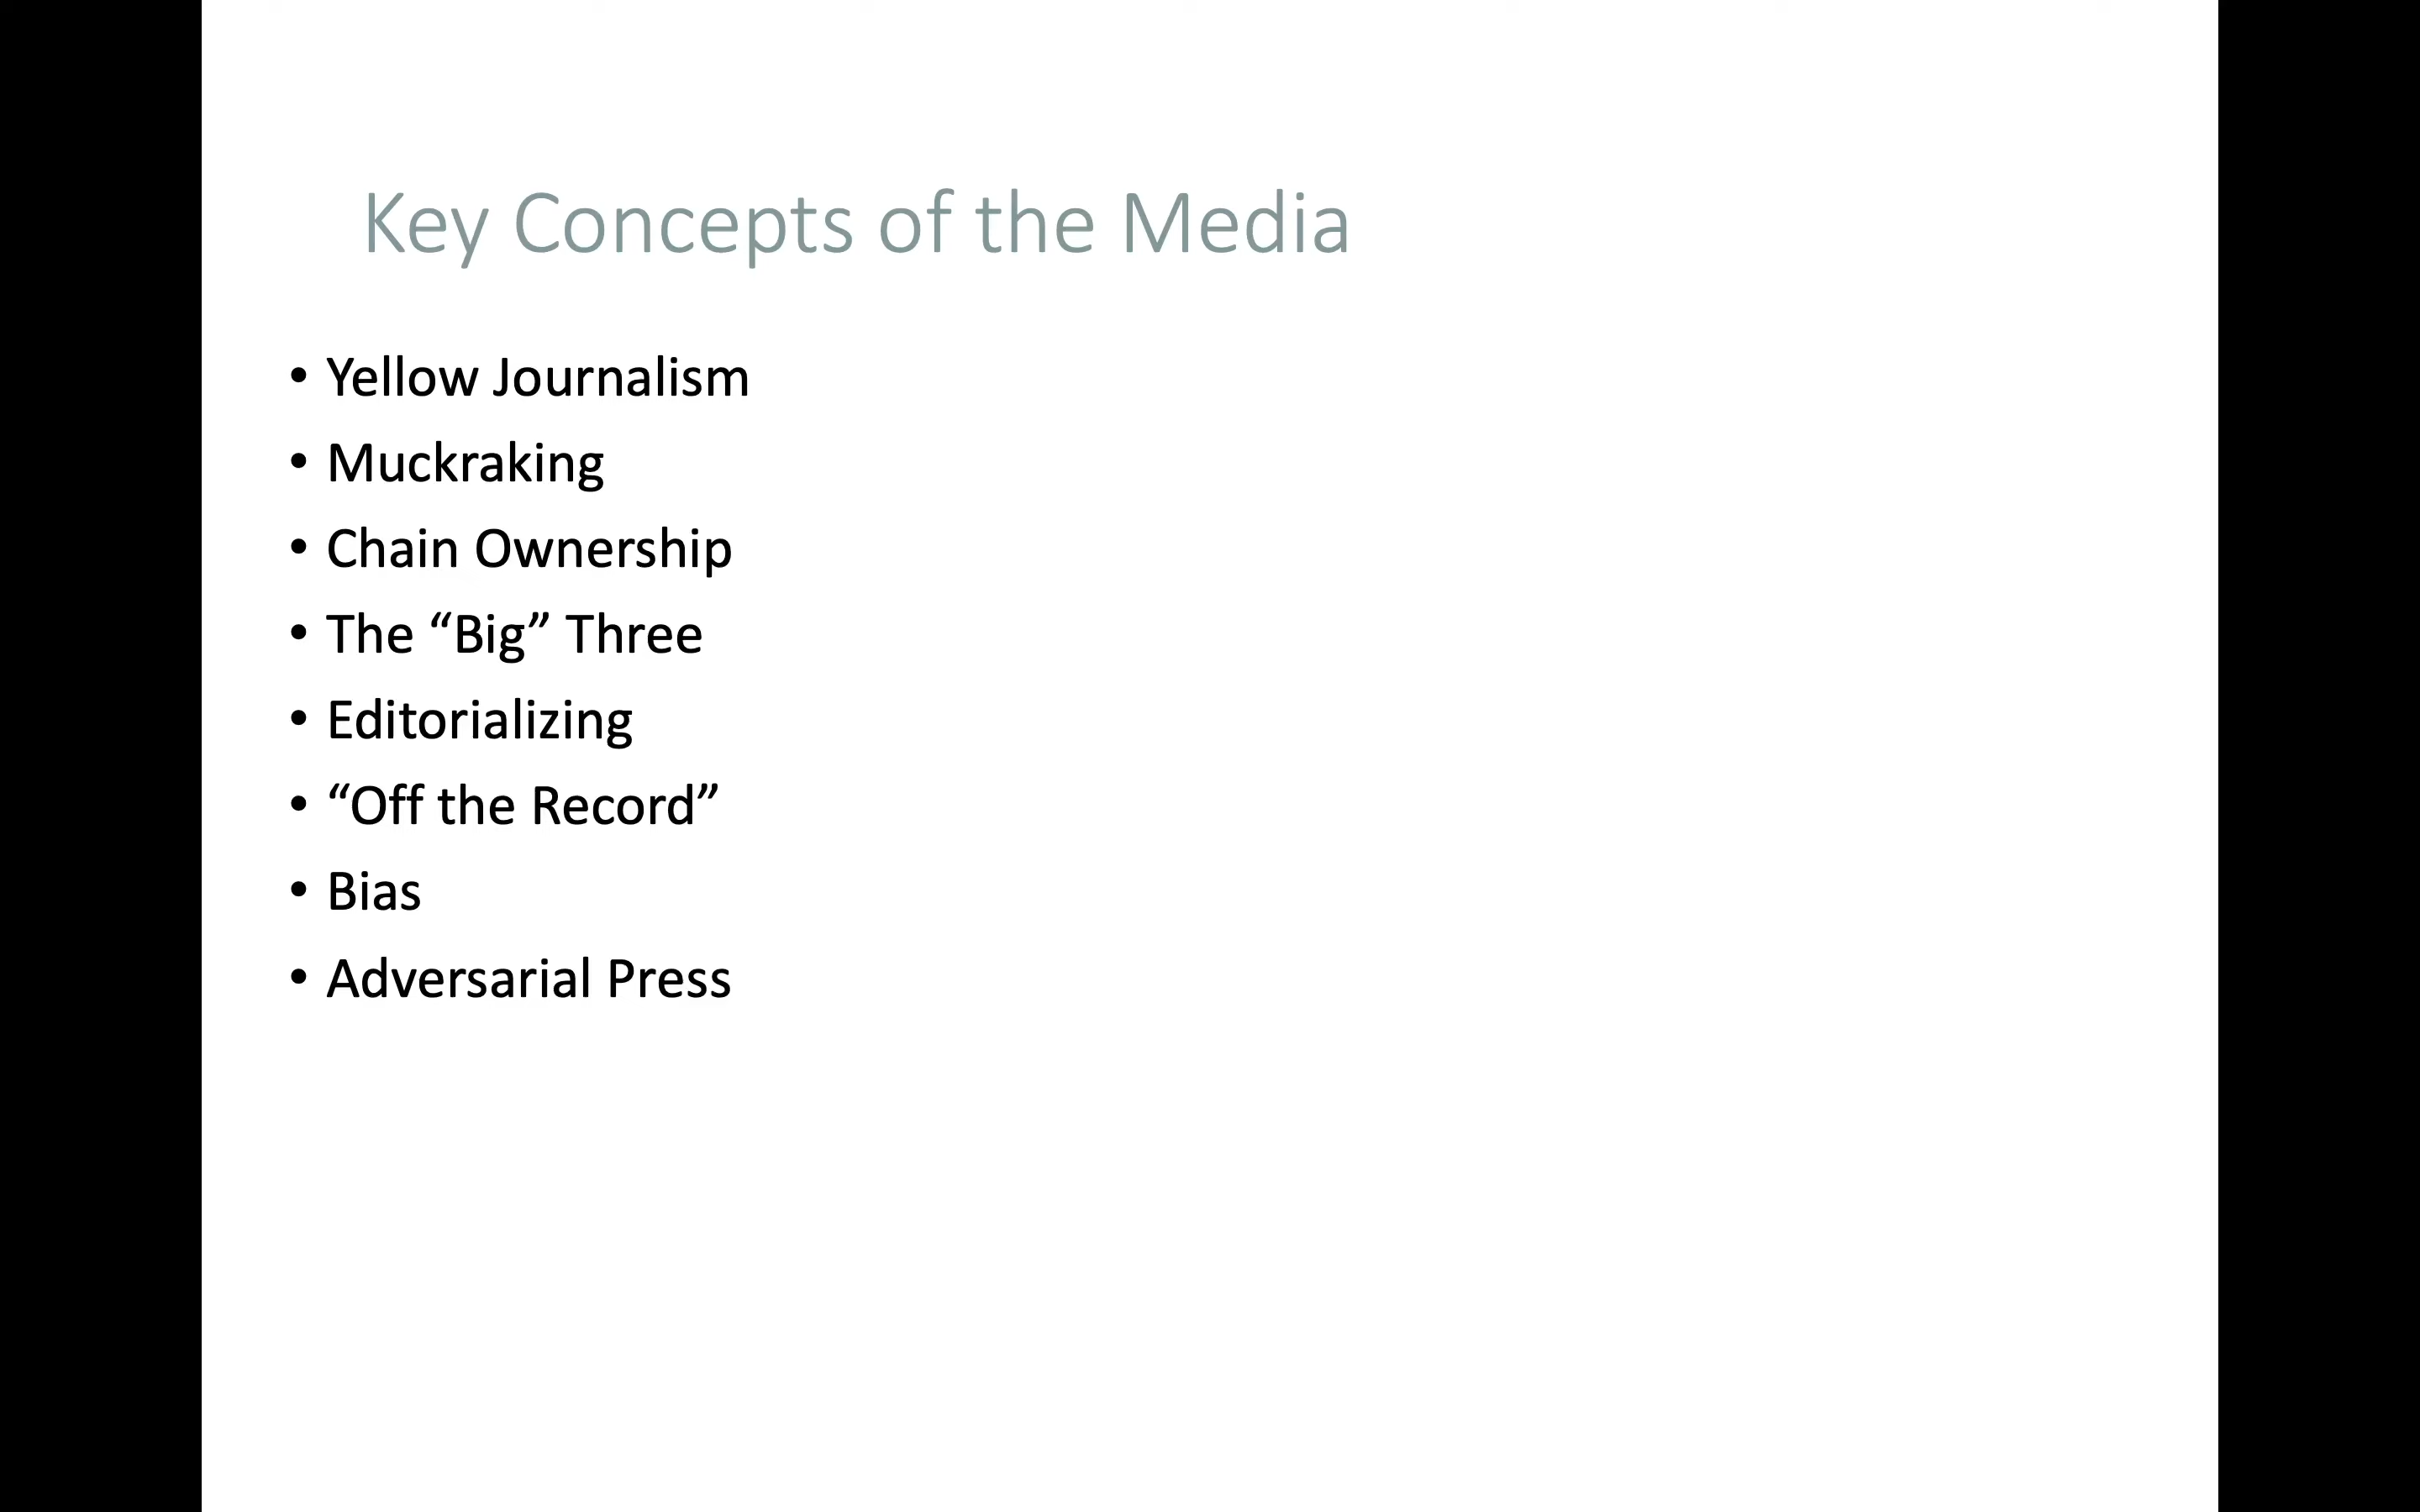 Key Concepts of the Media
• Yellow Journalism
• Muckraking
• Chain Ownership
• The “Big” Three
• Editorializing
• “Off the Record”
• Bias
• Adversarial Press